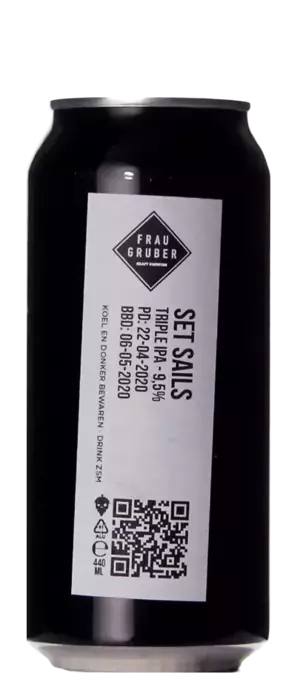 FRAU
GRUBER
CRAFT BREWING
SET SAILS
TRIPLE IPA - 9,5%
PD: 22-04-2020
BBD: 06-05-2020
KOEL EN DONKER BEWAREN · DRINK ZSM
440
ML